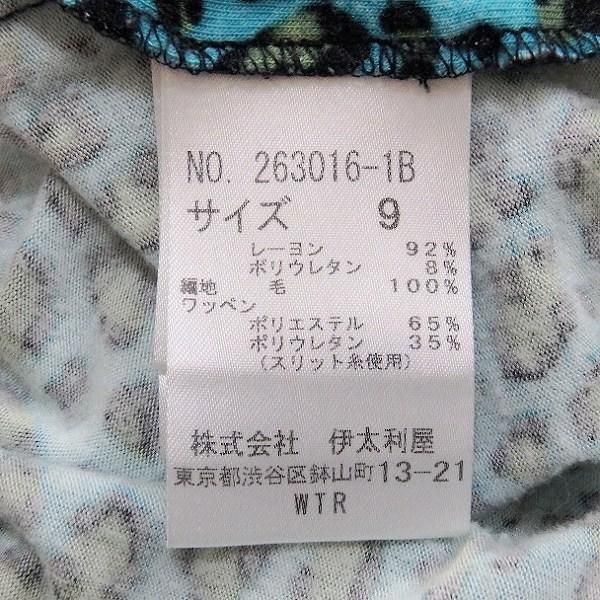 NO. 263016-1B
サイズ 9
レーヨン 92%
ポリウレタン 8%
編地 毛 100%
ワッペン
ポリエステル 65%
ポリウレタン 35%
(スリット糸使用)
株式会社 伊太利屋
東京都渋谷区鉢山町13-21
WTR